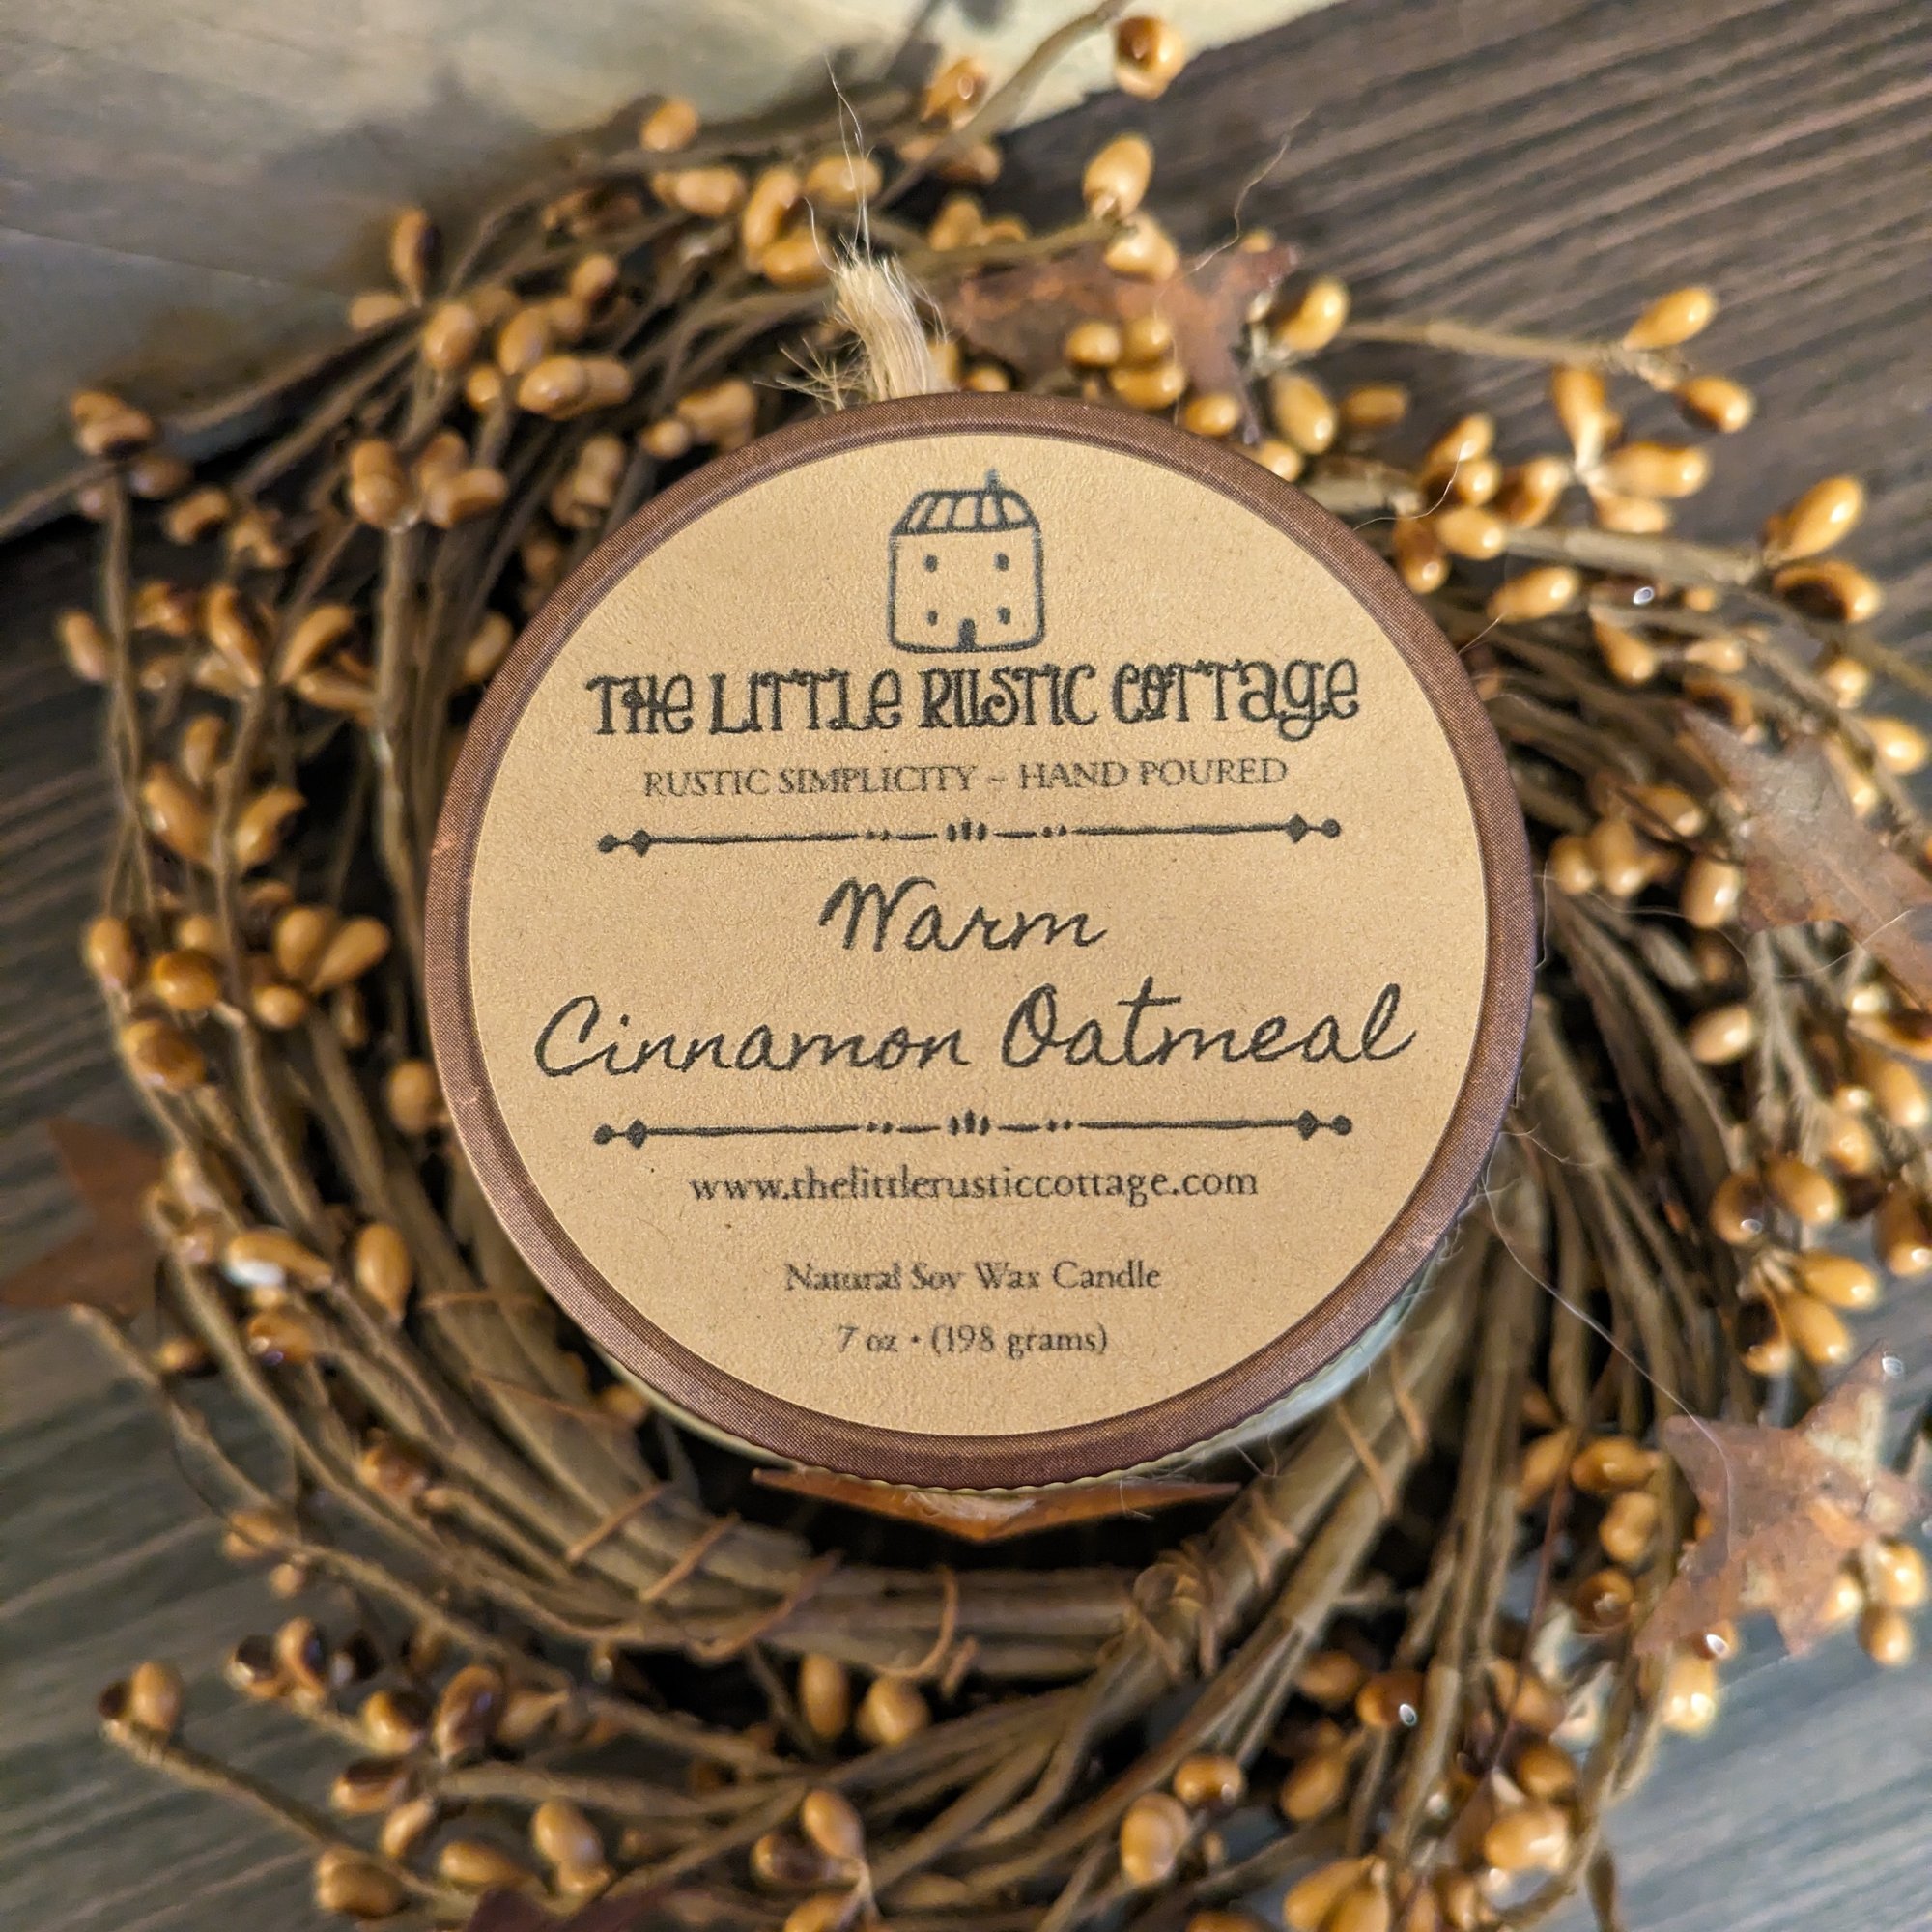 THE LITTLE RUSTIC COTTAGE
RUSTIC SIMPLICITY ~ HAND POURED
Warm
Cinnamon Oatmeal
www.thelittlerusticcottage.com
Natural Soy Wax Candle
7 oz • (198 grams)